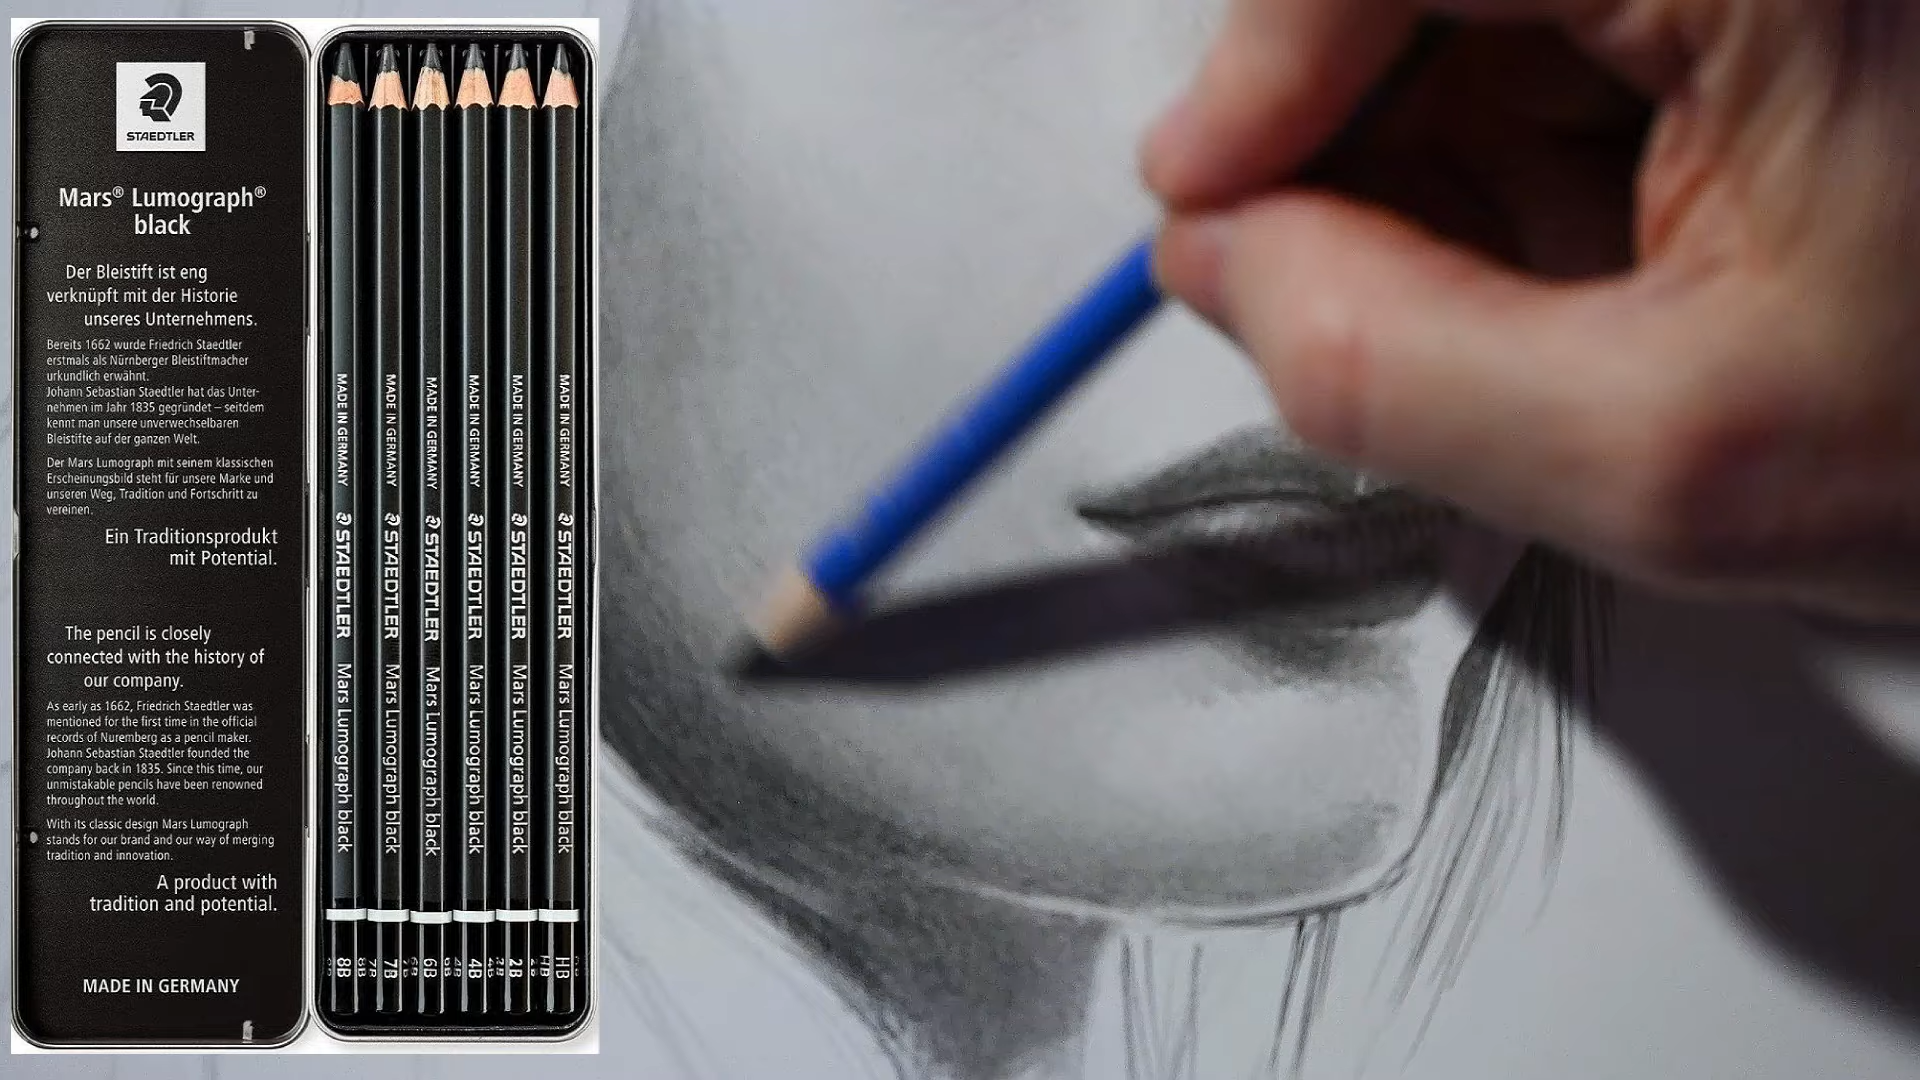 STAEDTLER
Mars® Lumograph®
black
Der Bleistift ist eng
verknüpft mit der Historie
unseres Unternehmens.
Bereits 1662 wurde Friedrich Staedtler
erstmals als Nürnberger Bleistiftmacher
urkundlich erwähnt.
Johann Sebastian Staedtler hat das Unter-
nehmen im Jahr 1835 gegründet – seitdem
kennt man unsere unverwechselbaren
Bleistifte auf der ganzen Welt.
Der Mars Lumograph mit seinem klassischen
Erscheinungsbild steht für unsere Marke und
unseren Weg, Tradition und Fortschritt zu
vereinen.
Ein Traditionsprodukt
mit Potential.
The pencil is closely
connected with the history of
our company.
As early as 1662, Friedrich Staedtler was
mentioned for the first time in the official
records of Nuremberg as a pencil maker.
Johann Sebastian Staedtler founded the
company back in 1835. Since this time, our
unmistakable pencils have been renowned
throughout the world.
With its classic design Mars Lumograph
stands for our brand and our way of merging
tradition and innovation.
A product with
tradition and potential.
MADE IN GERMANY
MADE IN GERMANY STAEDTLER Mars Lumograph black 8B
MADE IN GERMANY STAEDTLER Mars Lumograph black 7B
MADE IN GERMANY STAEDTLER Mars Lumograph black 6B
MADE IN GERMANY STAEDTLER Mars Lumograph black 4B
MADE IN GERMANY STAEDTLER Mars Lumograph black 2B
MADE IN GERMANY STAEDTLER Mars Lumograph black HB